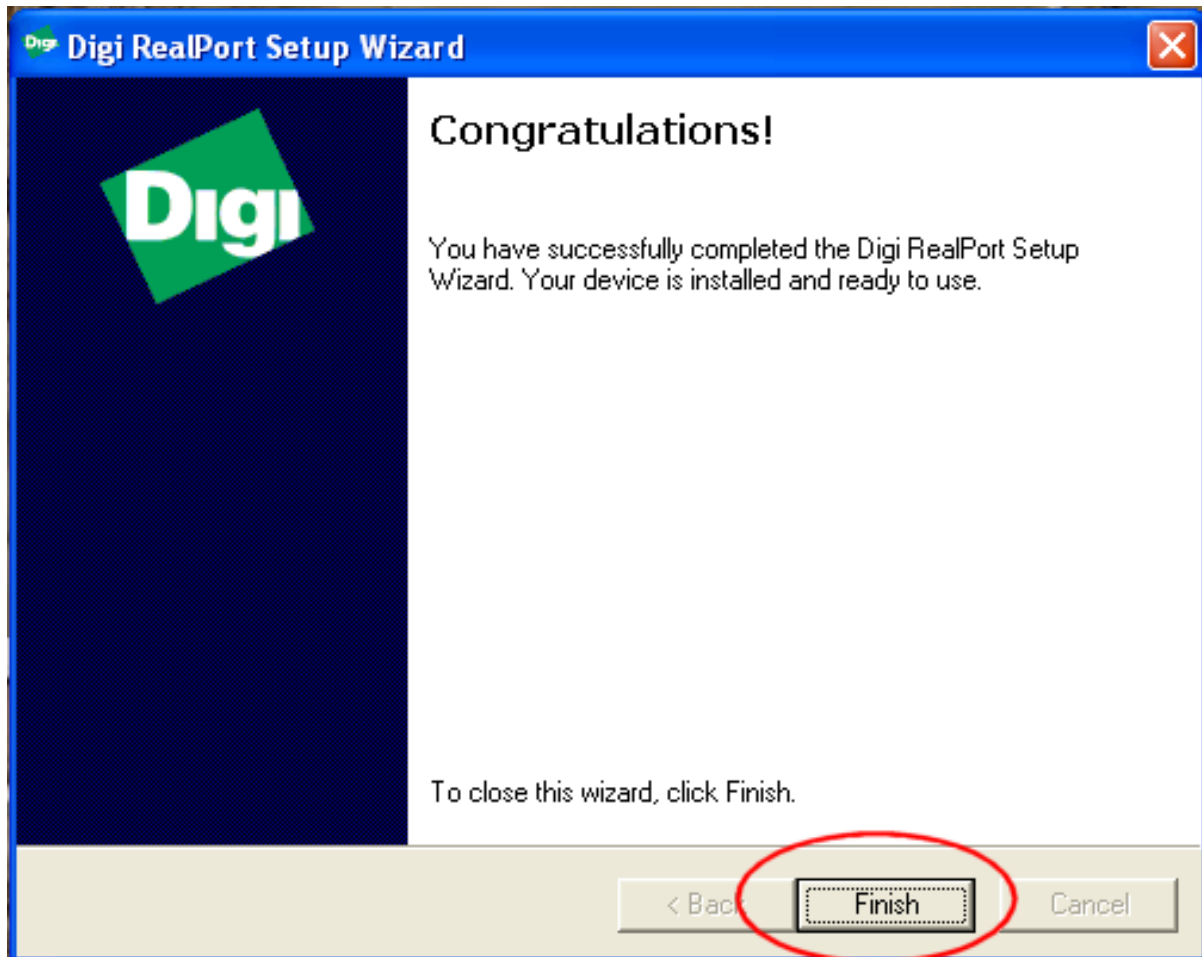 Digi Digi RealPort Setup Wizard
Digi
Congratulations!
You have successfully completed the Digi RealPort Setup
Wizard. Your device is installed and ready to use.
To close this wizard, click Finish.
< Back Finish Cancel